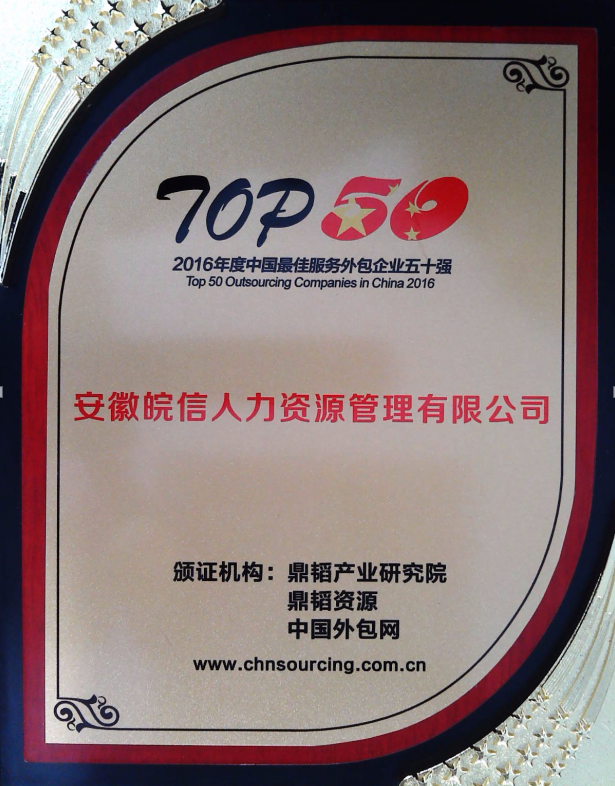 TOP 50
2016年度中国最佳服务外包企业五十强
Top 50 Outsourcing Companies in China 2016
安徽皖信人力资源管理有限公司
颁证机构：鼎韬产业研究院
鼎韬资源
中国外包网
www.chnsourcing.com.cn